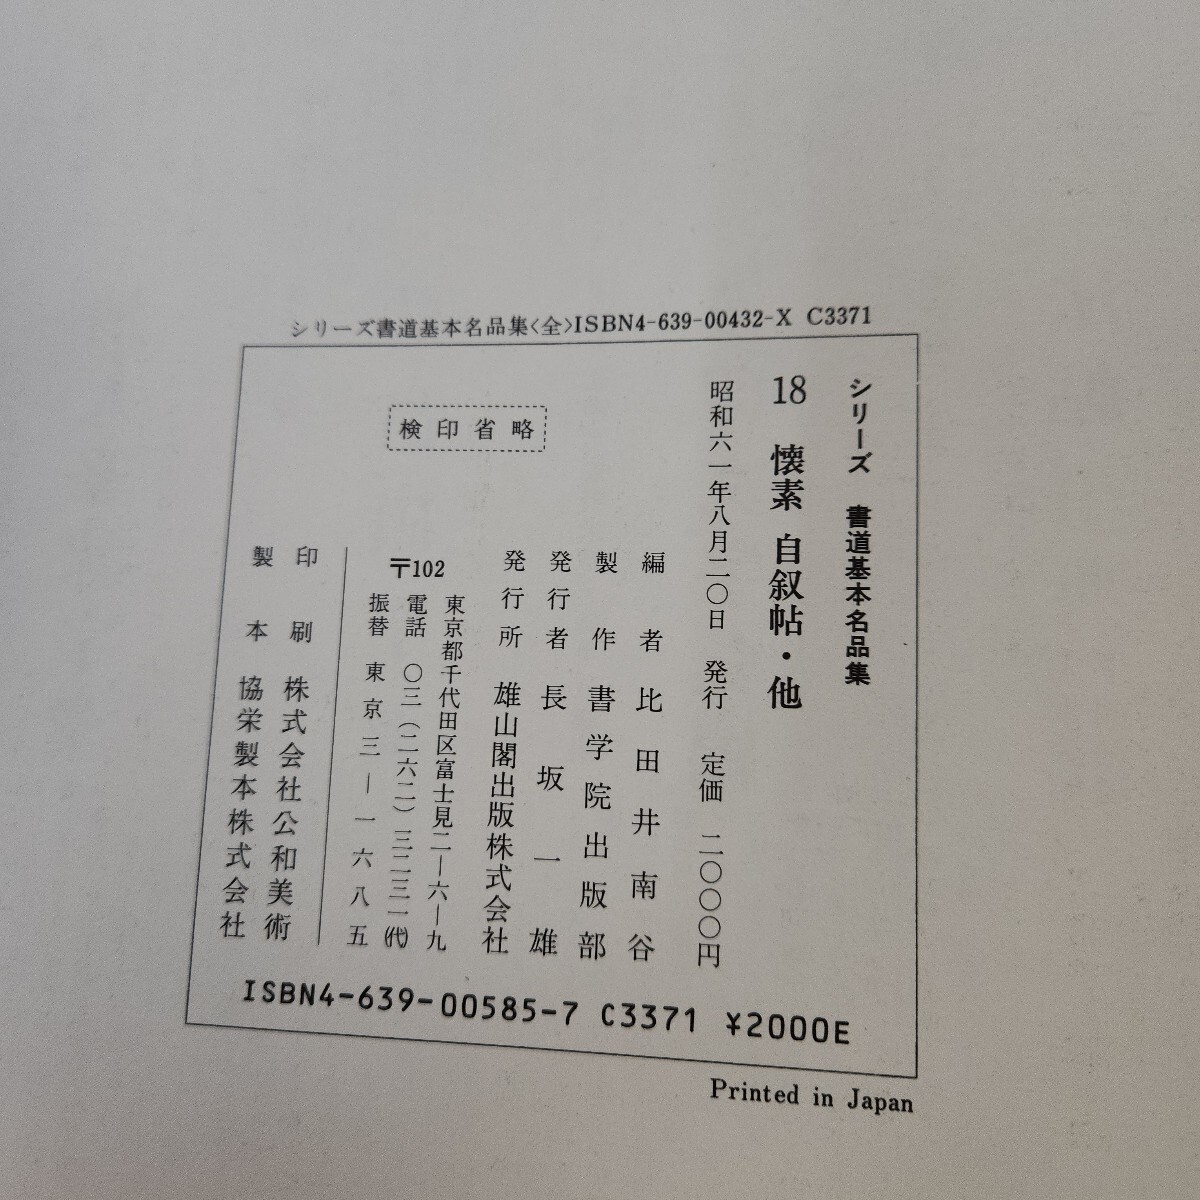 シリーズ書道基本名品集〈全〉ISBN4-639-00432-X C3371
シリーズ 書道基本名品集
18 懐素 自叙帖・他
昭和六一年八月二〇日 発行 定価 二〇〇〇円
編者 比田井南谷
製作 書学院出版部
発行者 長坂一雄
発行所 雄山閣出版株式会社
〒102 東京都千代田区富士見二—六—九
電話 〇三(二六二)三二三一(代)
振替 東京三—一六八五
印刷 株式会社公和美術
製本 協栄製本株式会社
検印省略
ISBN4-639-00585-7 C3371 ¥2000E
Printed in Japan